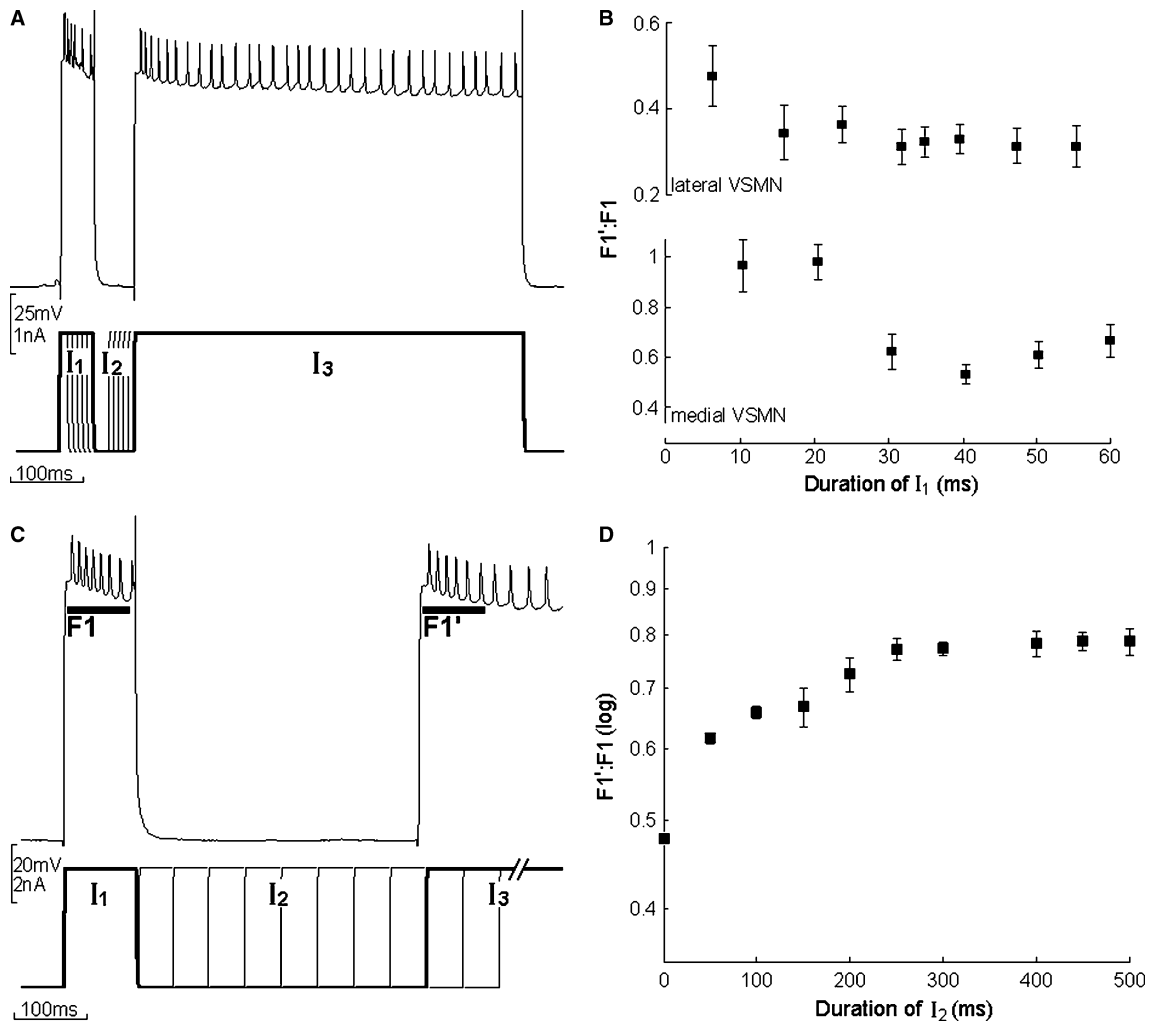 A
25mV
1nA
I1
I2
I3
100ms
B
0.6
0.4
0.2
lateral VSMN
F1':F1
1
0.8
0.6
0.4
medial VSMN
0 10 20 30 40 50 60
Duration of I1 (ms)
C
F1
F1'
20mV
2nA
I1
I2
I3
100ms
D
1
0.9
0.8
0.7
0.6
0.5
0.4
F1':F1 (log)
0 100 200 300 400 500
Duration of I2 (ms)